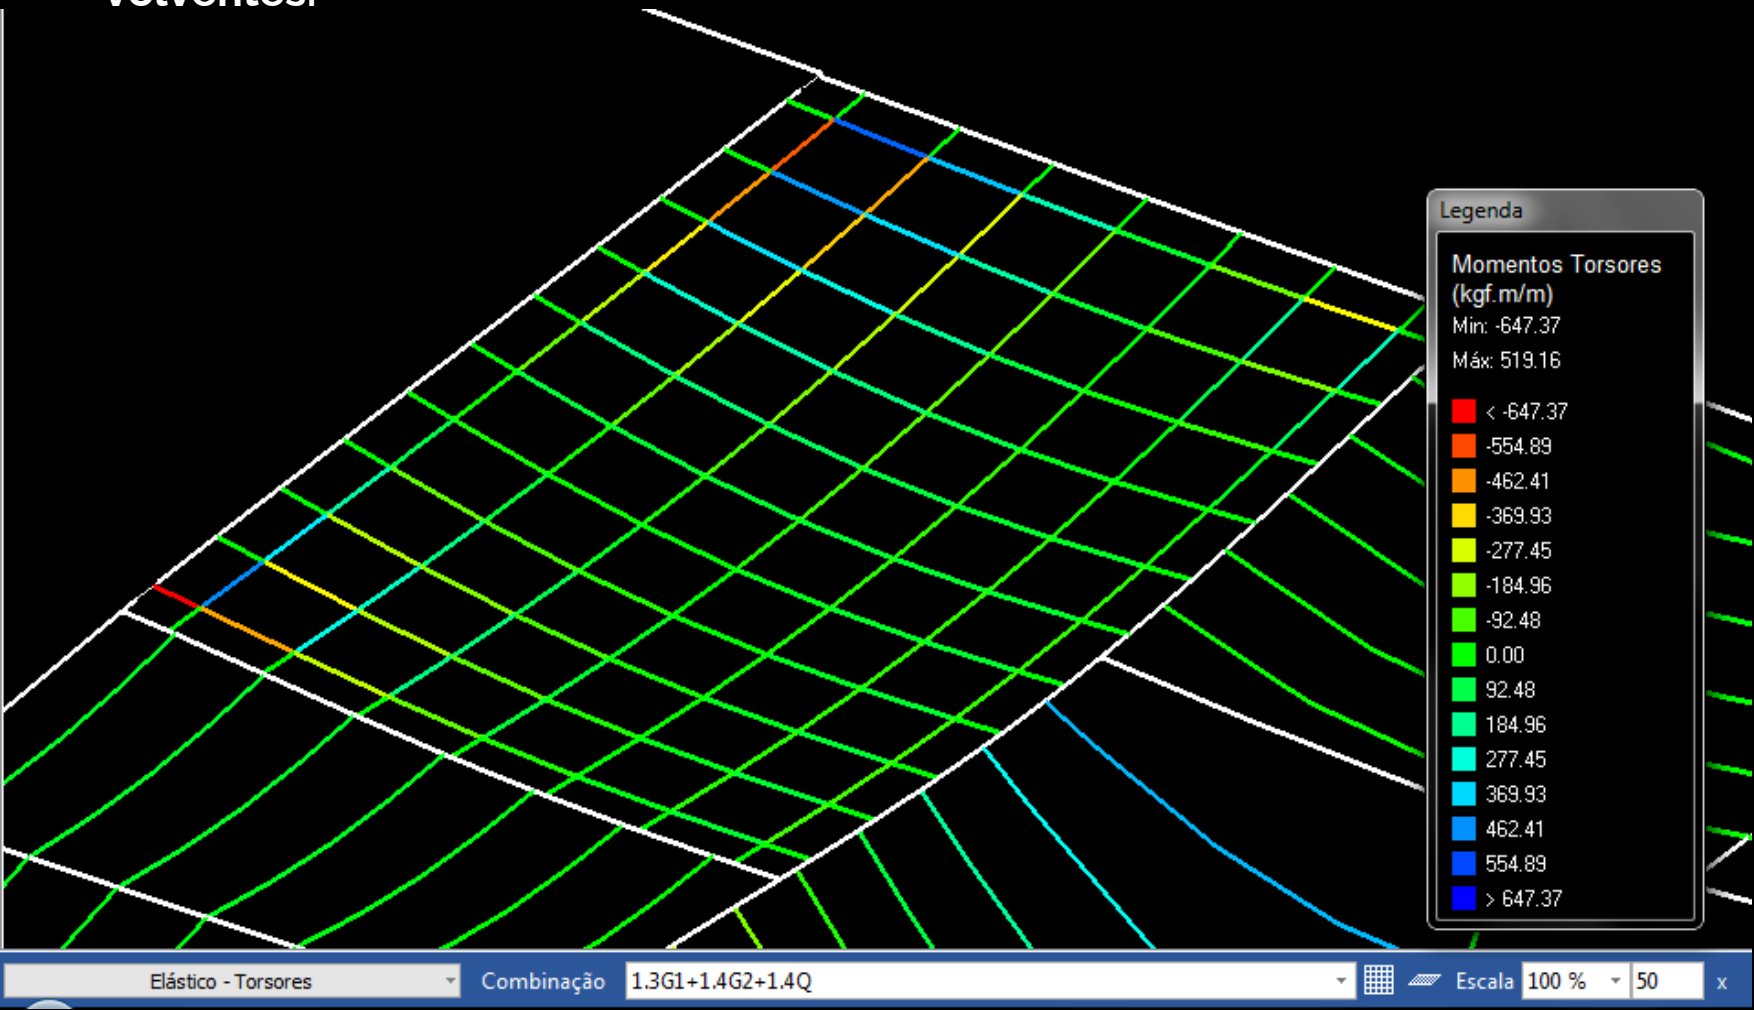 volventes.
Legenda
Momentos Torsores
(kgf.m/m)
Min: -647.37
Máx: 519.16
< -647.37
-554.89
-462.41
-369.93
-277.45
-184.96
-92.48
0.00
92.48
184.96
277.45
369.93
462.41
554.89
> 647.37
Elástico - Torsores
Combinação
1.3G1+1.4G2+1.4Q
Escala
100 %
50
x